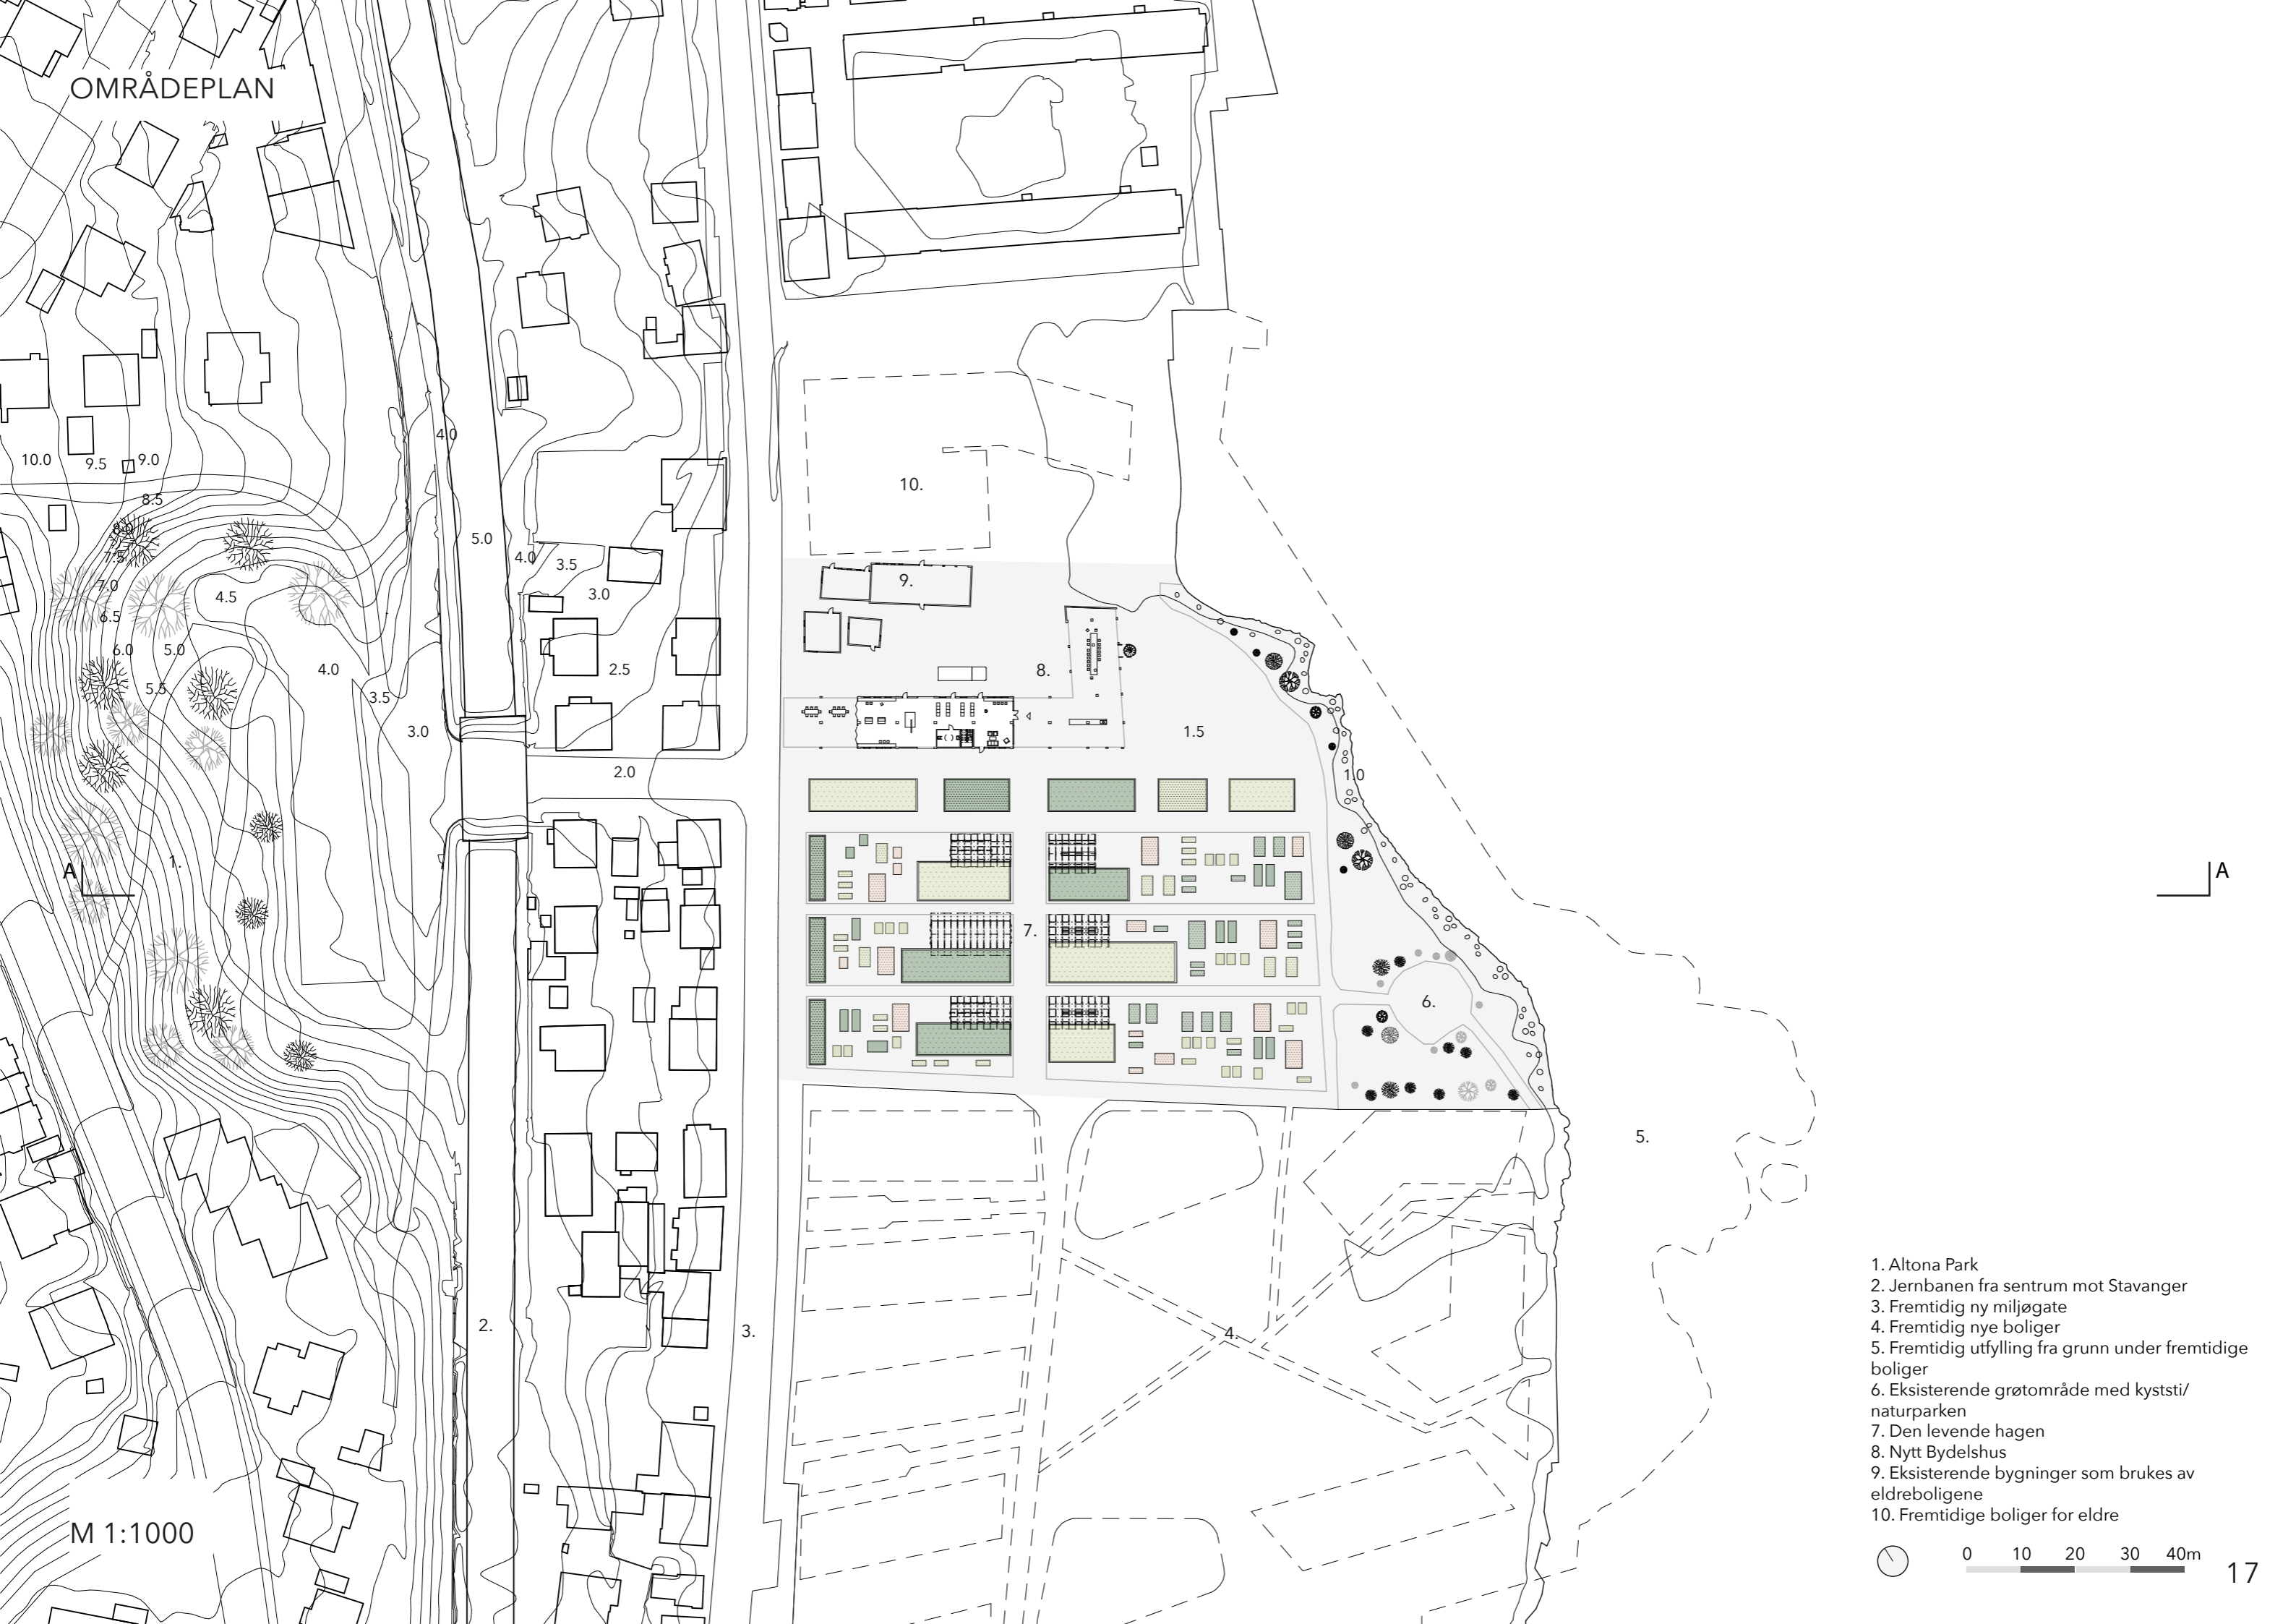 OMRÅDEPLAN
4.0
10.0
9.5
9.0
8.5
8.0
7.5
7.0
6.5
6.0
5.0
5.5
4.5
4.0
3.5
3.0
5.0
4.0
3.5
3.0
2.5
2.0
10.
9.
8.
1.5
1.0
A
1.
7.
A
6.
5.
2.
3.
4.
1. Altona Park
2. Jernbanen fra sentrum mot Stavanger
3. Fremtidig ny miljøgate
4. Fremtidig nye boliger
5. Fremtidig utfylling fra grunn under fremtidige
boliger
6. Eksisterende grøtområde med kyststi/
naturparken
7. Den levende hagen
8. Nytt Bydelshus
9. Eksisterende bygninger som brukes av
eldreboligene
10. Fremtidige boliger for eldre
M 1:1000
0 10 20 30 40m
17